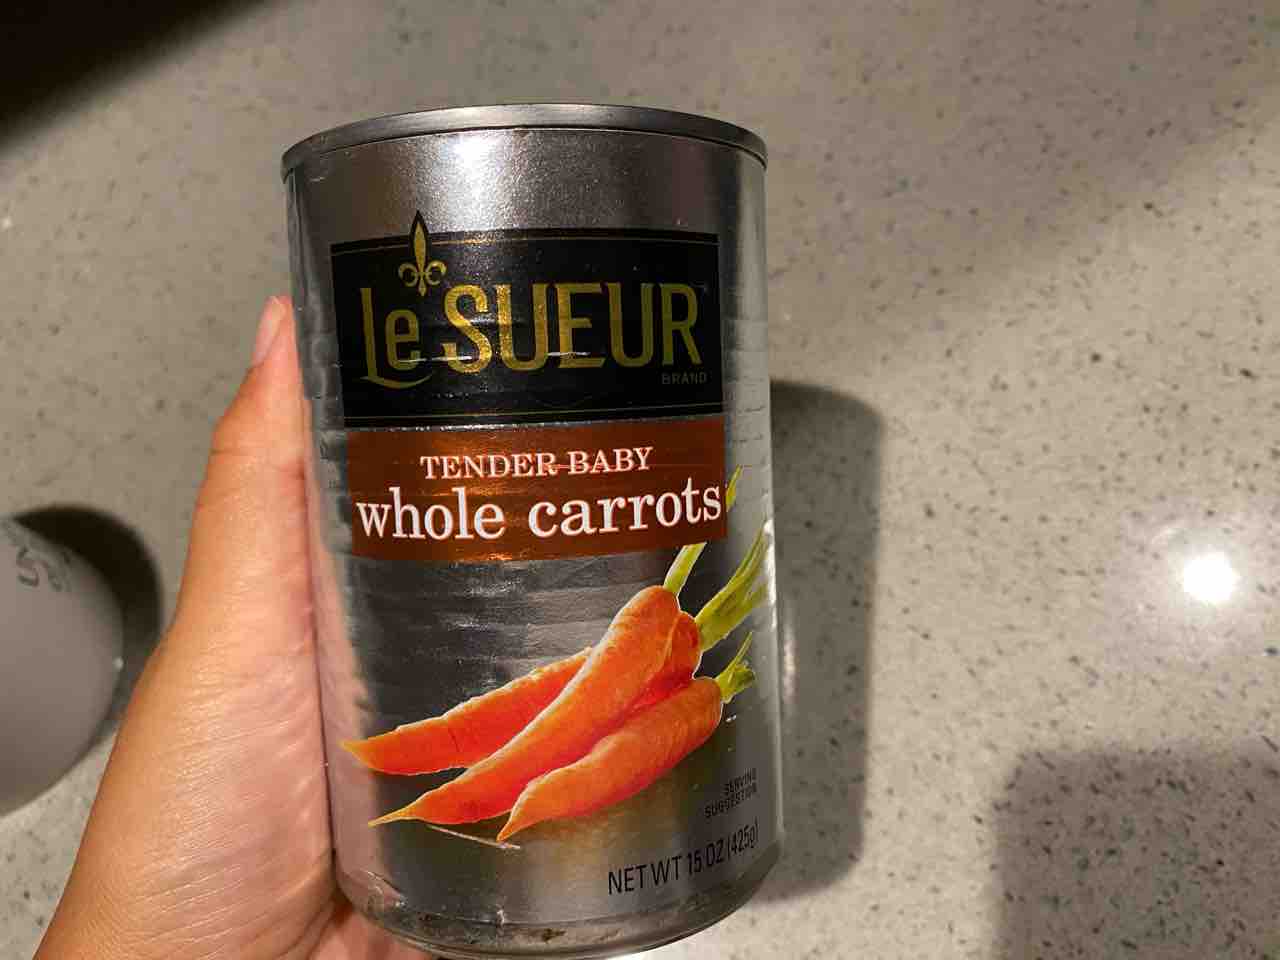 Le SUEUR
BRAND
TENDER BABY
whole carrots
SERVING
SUGGESTION
NET WT 15 OZ (425g)